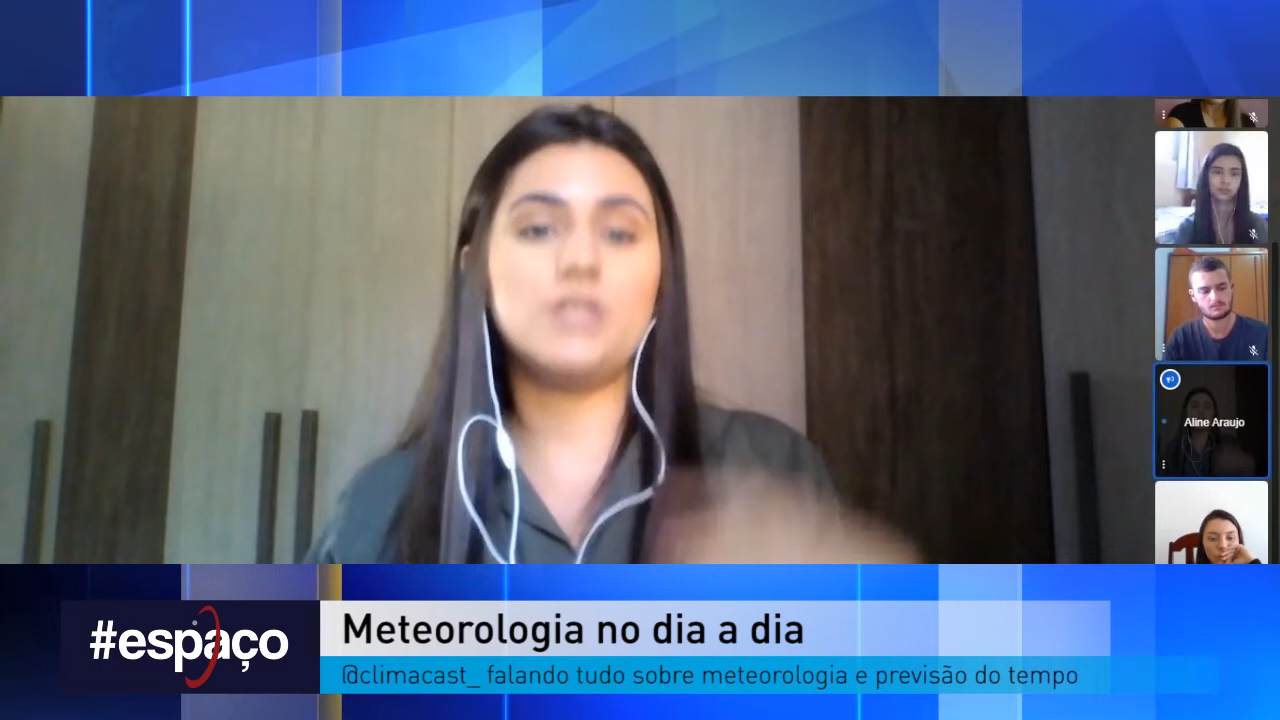 Aline Araujo
#espaço
Meteorologia no dia a dia
@climacast_ falando tudo sobre meteorologia e previsão do tempo